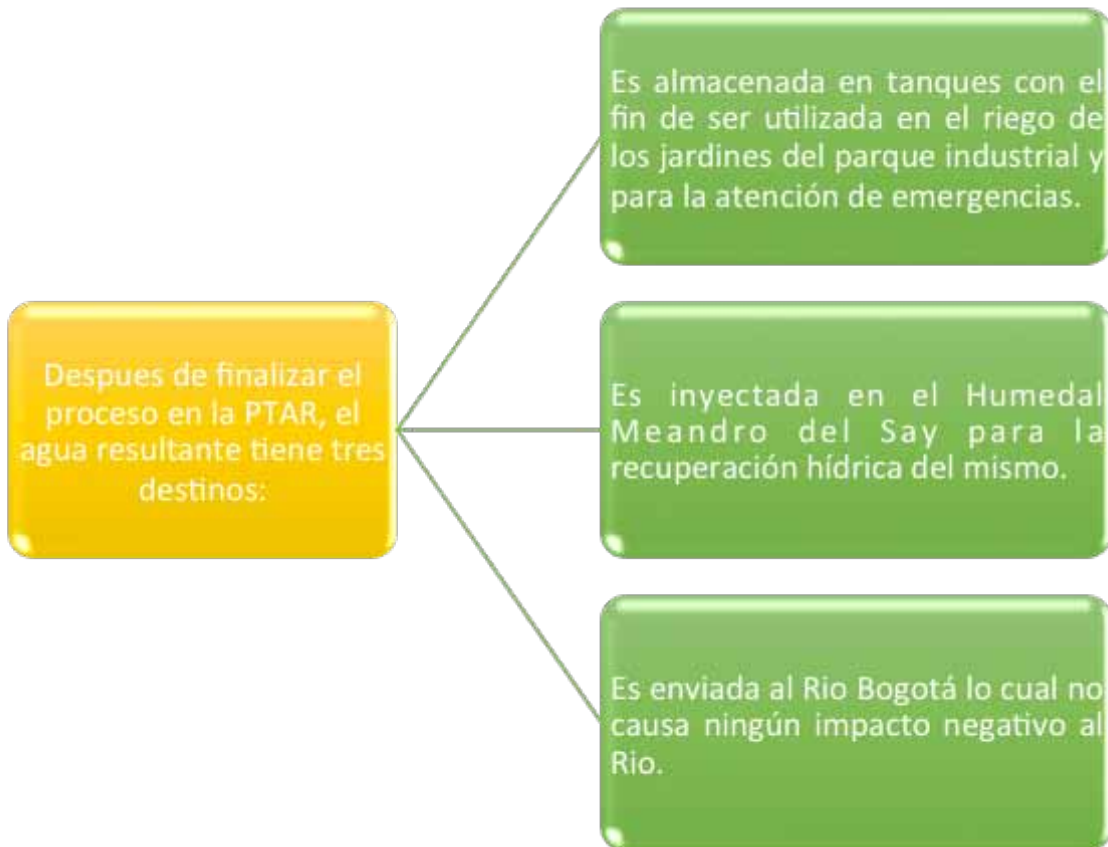 Despues de finalizar el
proceso en la PTAR, el
agua resultante tiene tres
destinos:
Es almacenada en tanques con el
fin de ser utilizada en el riego de
los jardines del parque industrial y
para la atención de emergencias.
Es inyectada en el Humedal
Meandro del Say para la
recuperación hídrica del mismo.
Es enviada al Rio Bogotá lo cual no
causa ningún impacto negativo al
Rio.